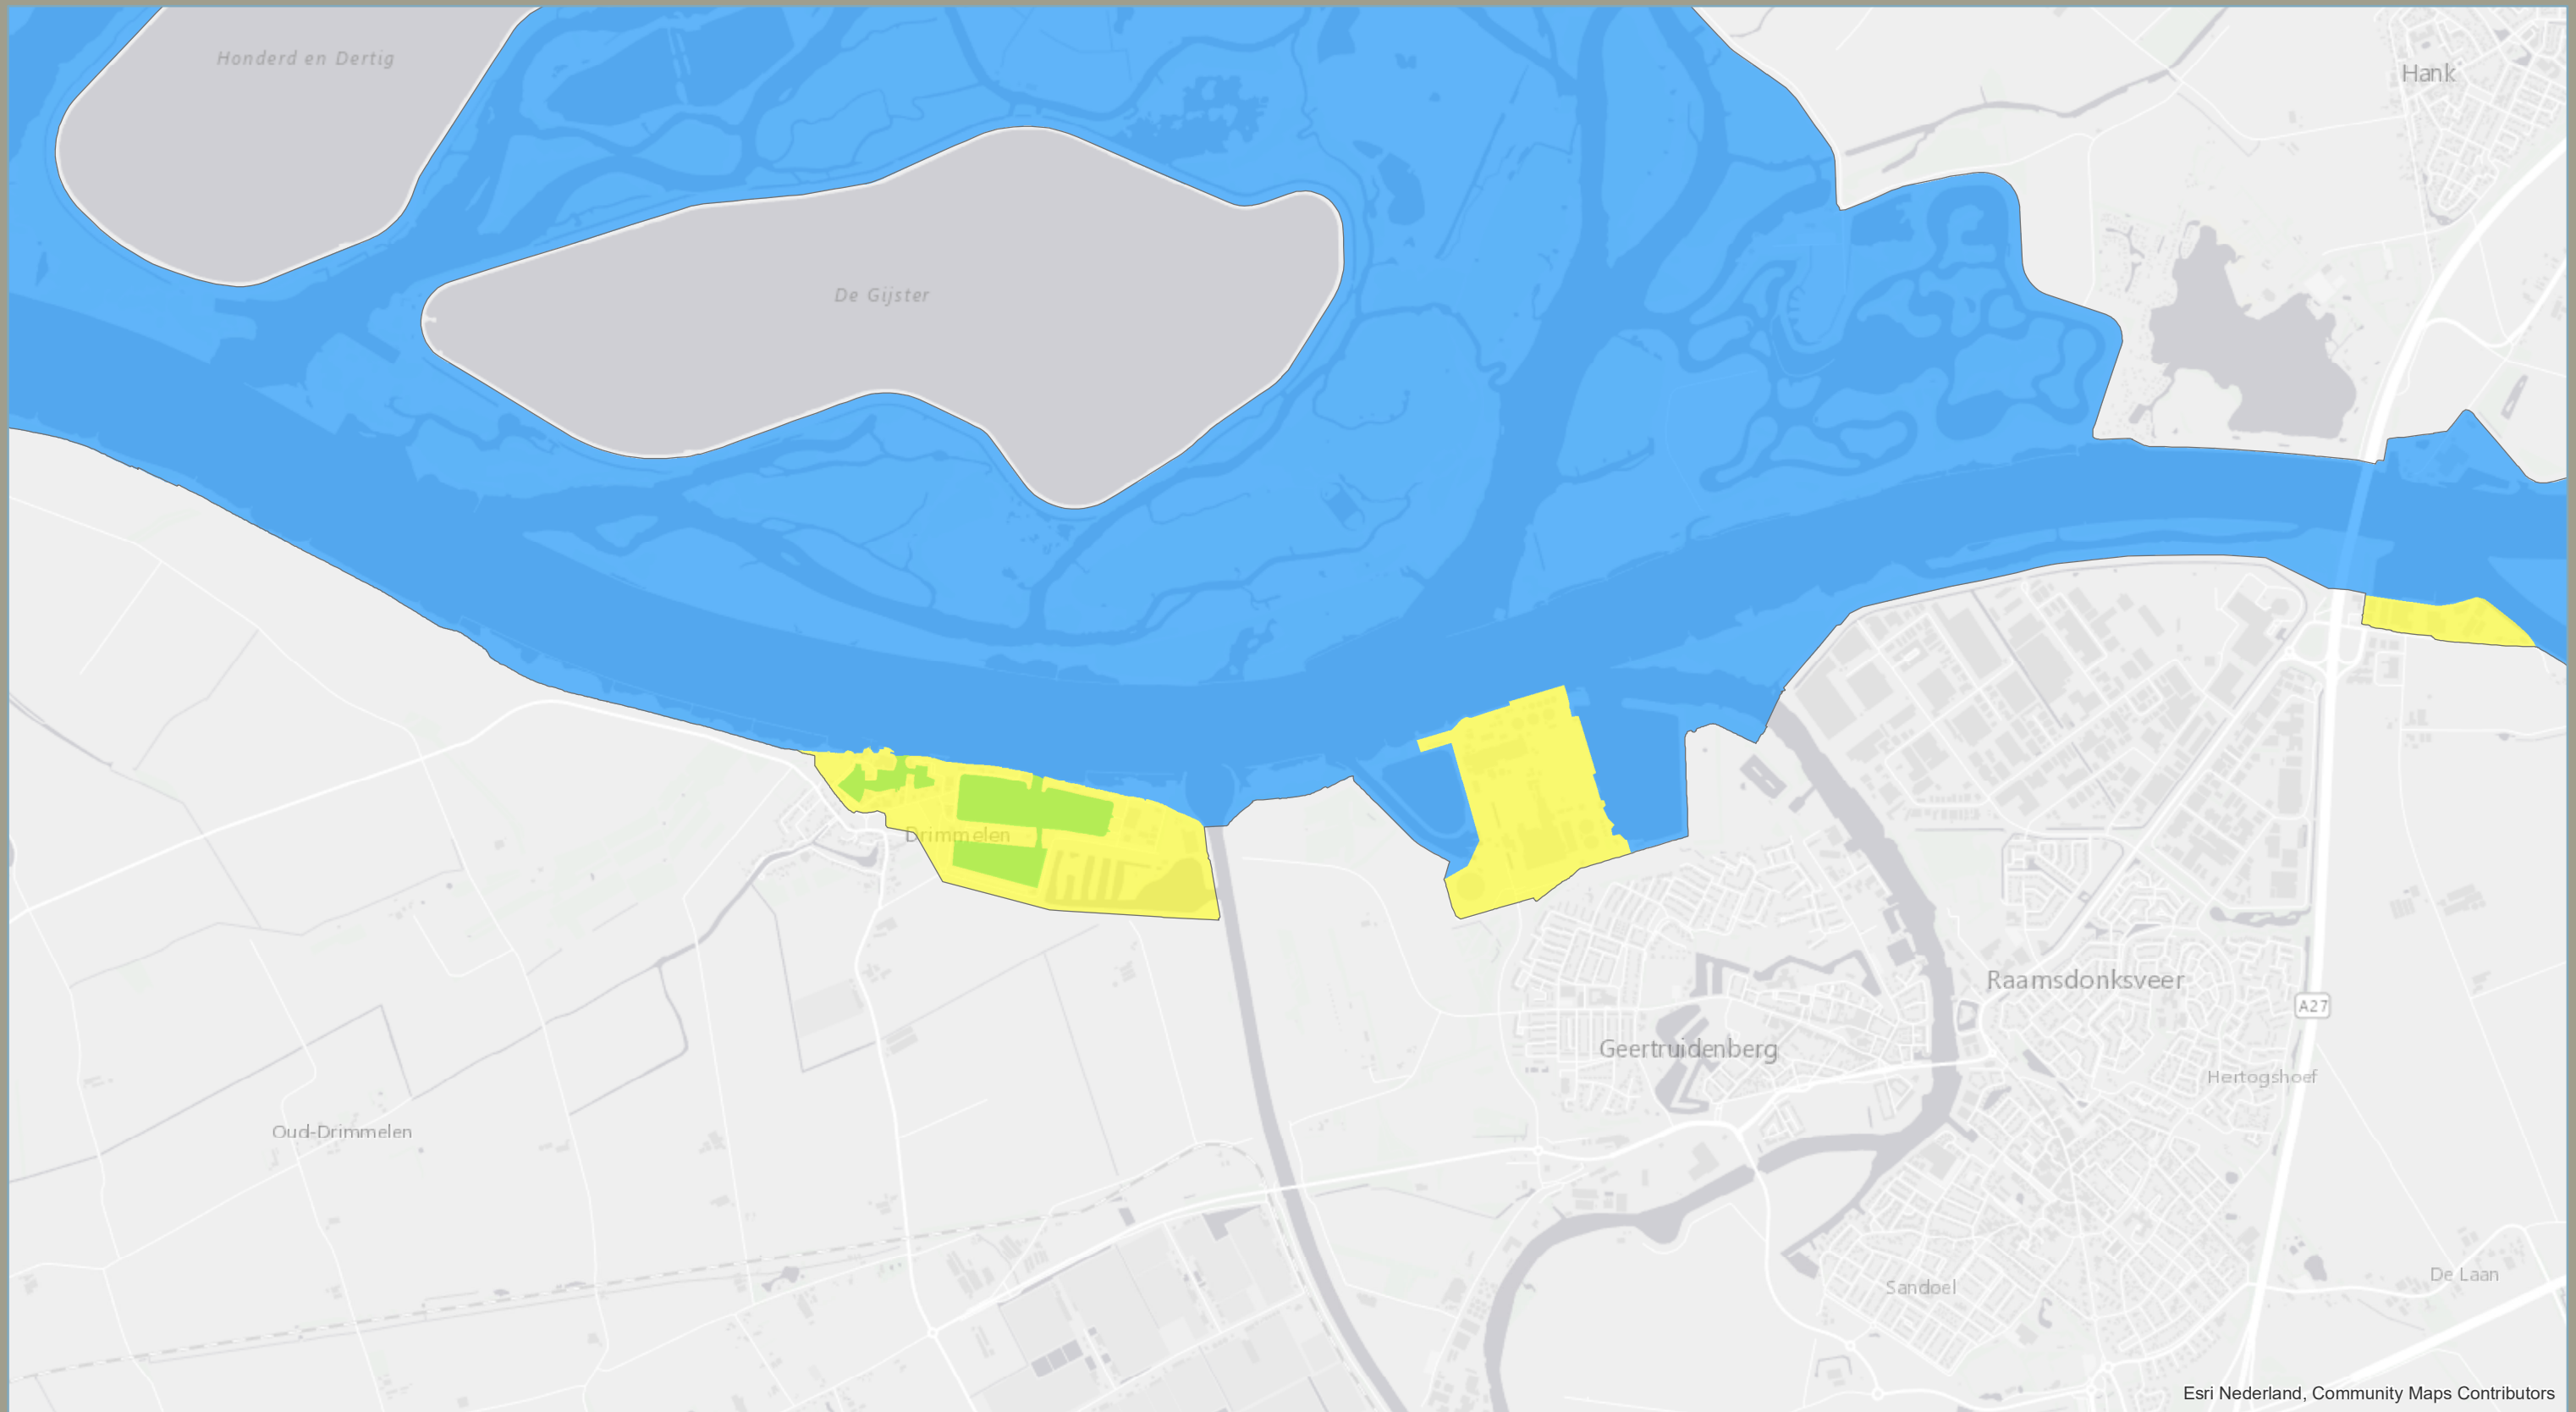 Honderd en Dertig
Hank
De Gijster
Drimmelen
Raamsdonksveer
A27
Geertruidenberg
Hertogshoef
Oud-Drimmelen
De Laan
Sandoel
Esri Nederland, Community Maps Contributors